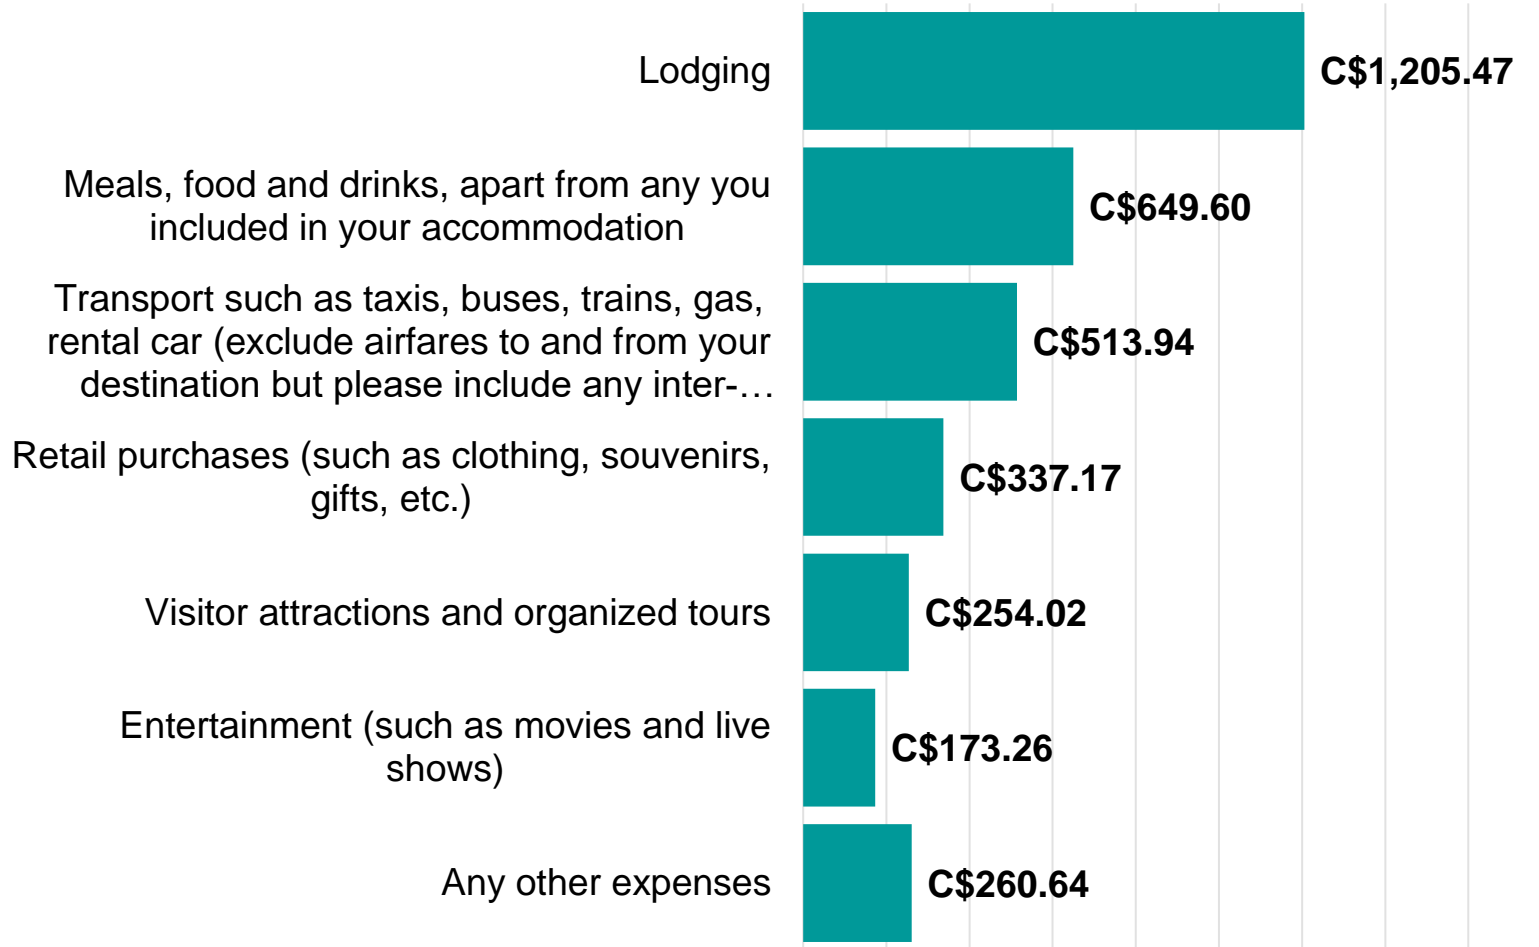 Lodging
C$1,205.47
Meals, food and drinks, apart from any you
included in your accommodation
C$649.60
Transport such as taxis, buses, trains, gas,
rental car (exclude airfares to and from your
destination but please include any inter-…
C$513.94
Retail purchases (such as clothing, souvenirs,
gifts, etc.)
C$337.17
Visitor attractions and organized tours
C$254.02
Entertainment (such as movies and live
shows)
C$173.26
Any other expenses
C$260.64